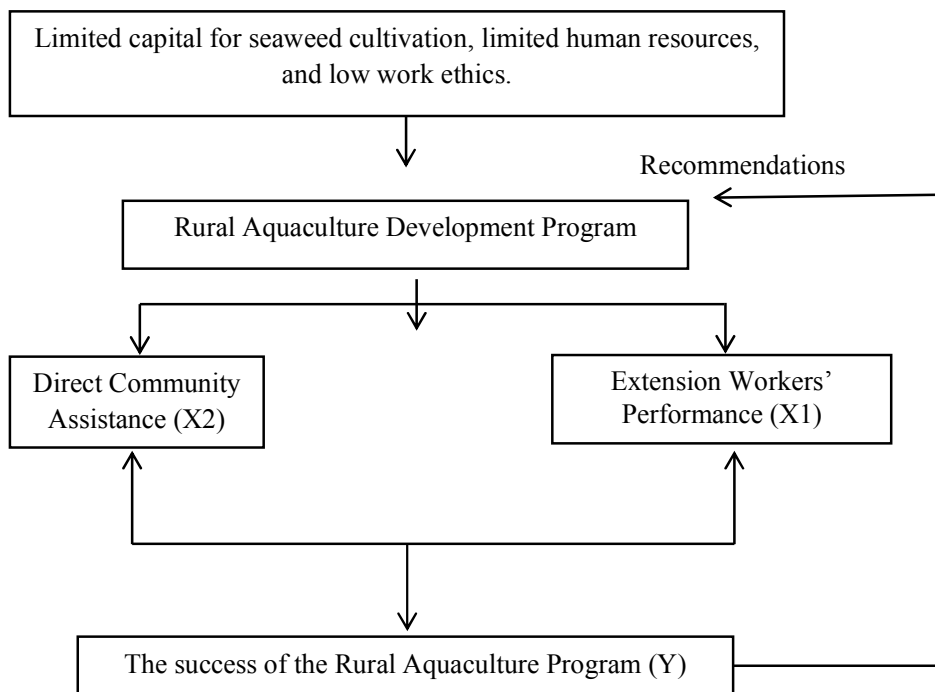 Limited capital for seaweed cultivation, limited human resources,
and low work ethics.
Recommendations
Rural Aquaculture Development Program
Direct Community
Assistance (X2)
Extension Workers’
Performance (X1)
The success of the Rural Aquaculture Program (Y)